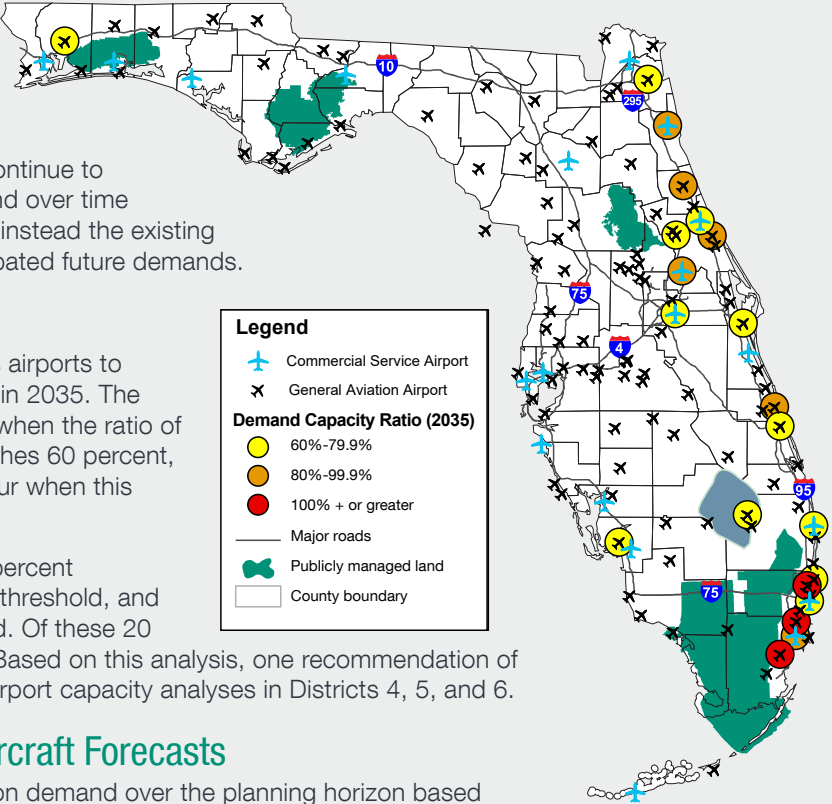 10
295
ontinue to
nd over time
instead the existing
pated future demands.
75
4
s airports to
in 2035. The
when the ratio of
ches 60 percent,
ur when this
percent
threshold, and
d. Of these 20
Based on this analysis, one recommendation of
irport capacity analyses in Districts 4, 5, and 6.
Legend
Commercial Service Airport
General Aviation Airport
Demand Capacity Ratio (2035)
60%-79.9%
80%-99.9%
100% + or greater
Major roads
Publicly managed land
County boundary
95
75
rcraft Forecasts
on demand over the planning horizon based